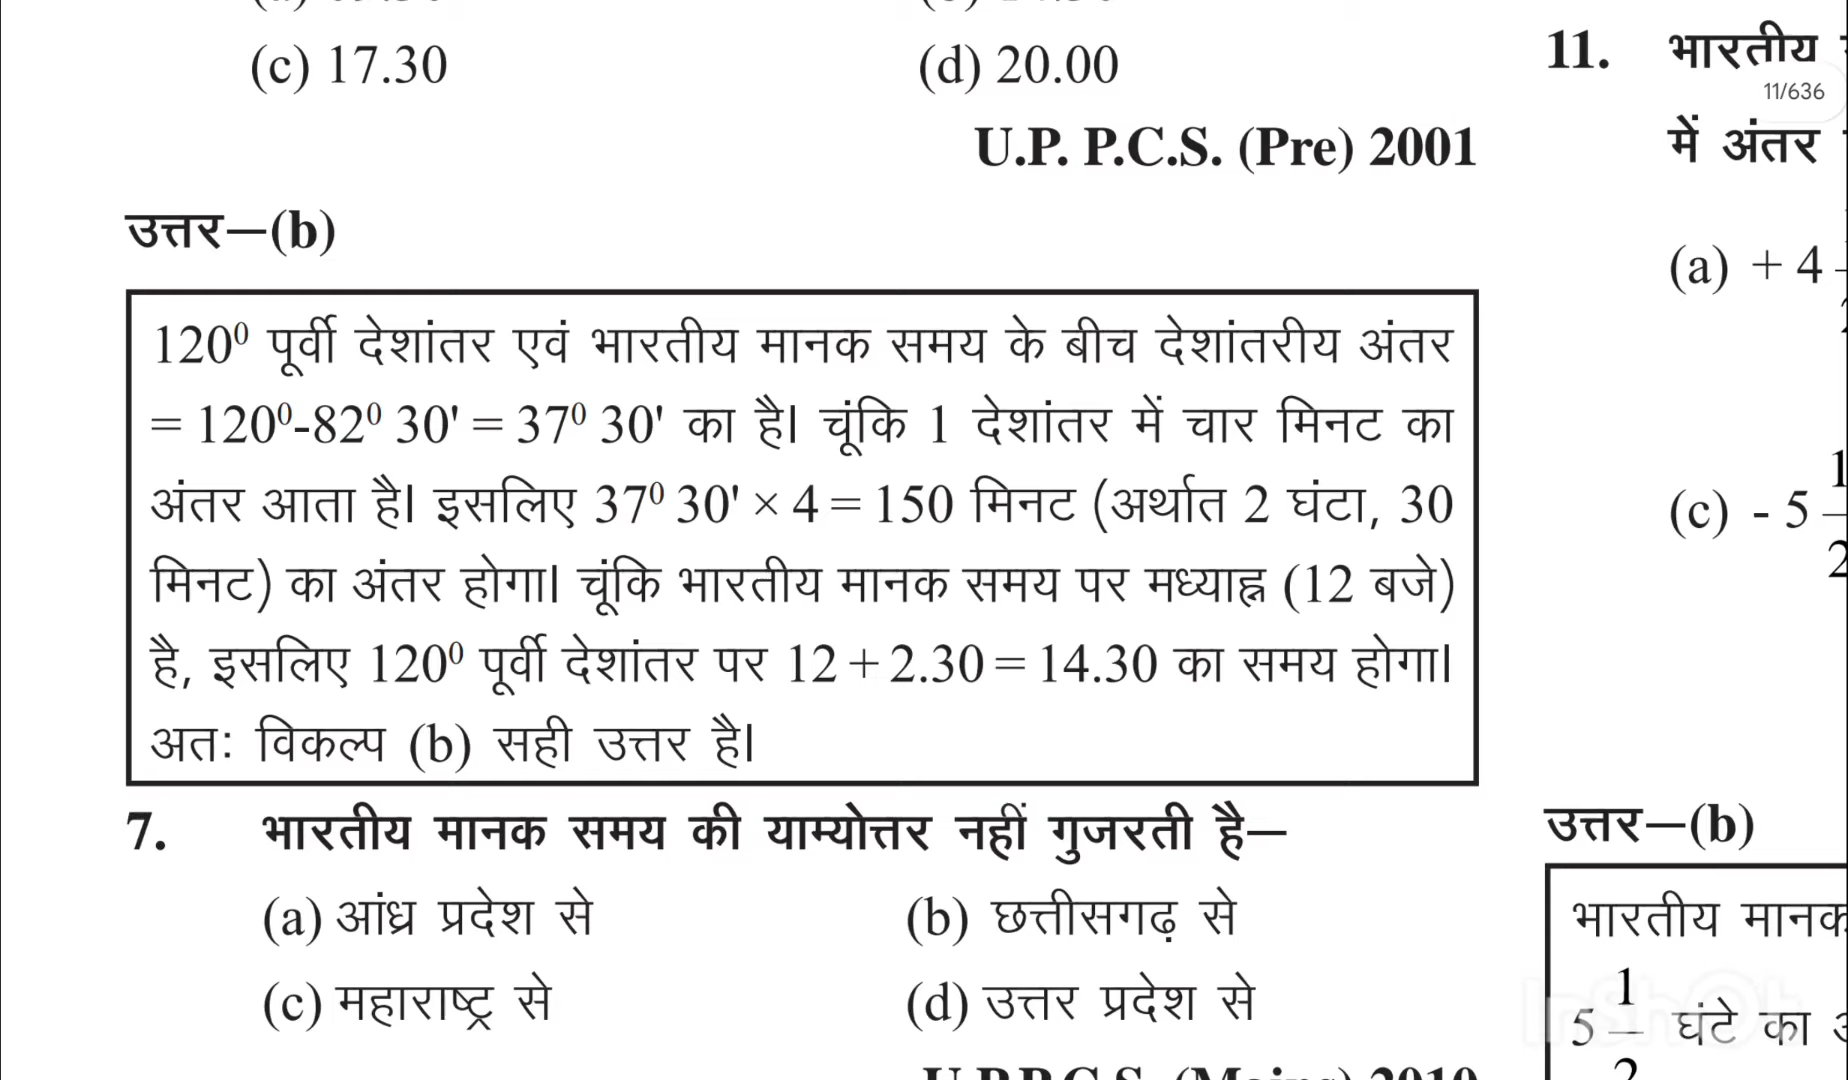 (c) 17.30
(d) 20.00
U.P. P.C.S. (Pre) 2001
उत्तर—(b)
120⁰ पूर्वी देशांतर एवं भारतीय मानक समय के बीच देशांतरीय अंतर
= 120⁰-82⁰ 30' = 37⁰ 30' का है। चूंकि 1 देशांतर में चार मिनट का
अंतर आता है। इसलिए 37⁰ 30' × 4 = 150 मिनट (अर्थात 2 घंटा, 30
मिनट) का अंतर होगा। चूंकि भारतीय मानक समय पर मध्याह्न (12 बजे)
है, इसलिए 120⁰ पूर्वी देशांतर पर 12 + 2.30 = 14.30 का समय होगा।
अतः विकल्प (b) सही उत्तर है।
7. भारतीय मानक समय की याम्योत्तर नहीं गुजरती है—
(a) आंध्र प्रदेश से
(b) छत्तीसगढ़ से
(c) महाराष्ट्र से
(d) उत्तर प्रदेश से
11. भारतीय
11/636
में अंतर
(a) + 4
(c) - 5 1/2
उत्तर—(b)
भारतीय मानक
5 1/2 घंटे का
InShot